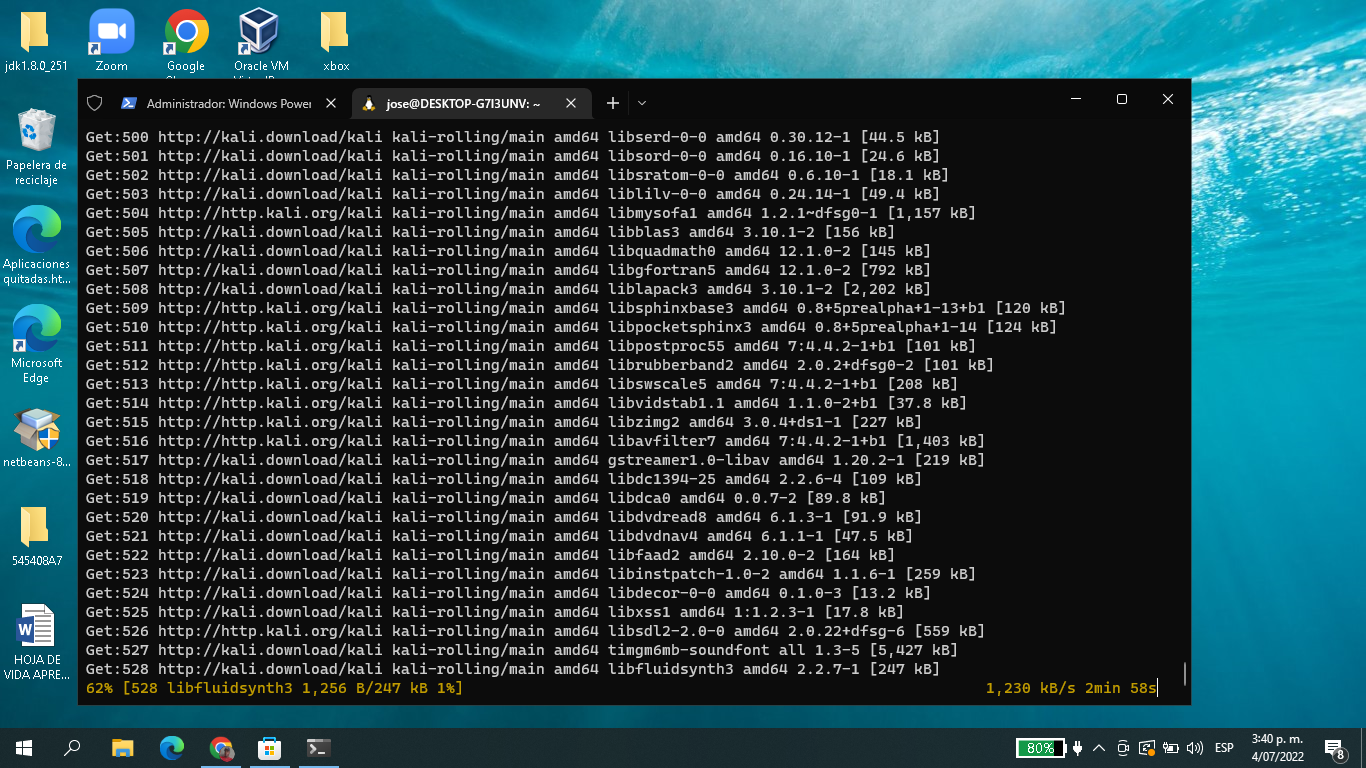 jdk1.8.0_251
Zoom
Google
Oracle VM
xbox
Papelera de
reciclaje
Aplicaciones
quitadas.ht...
Microsoft
Edge
netbeans-8...
545408A7
HOJA DE
VIDA APRE...
Administrador: Windows Power
jose@DESKTOP-G7I3UNV: ~
Get:500 http://kali.download/kali kali-rolling/main amd64 libserd-0-0 amd64 0.30.12-1 [44.5 kB]
Get:501 http://kali.download/kali kali-rolling/main amd64 libsord-0-0 amd64 0.16.10-1 [24.6 kB]
Get:502 http://kali.download/kali kali-rolling/main amd64 libsratom-0-0 amd64 0.6.10-1 [18.1 kB]
Get:503 http://kali.download/kali kali-rolling/main amd64 liblilv-0-0 amd64 0.24.14-1 [49.4 kB]
Get:504 http://http.kali.org/kali kali-rolling/main amd64 libmysofa1 amd64 1.2.1~dfsg0-1 [1,157 kB]
Get:505 http://kali.download/kali kali-rolling/main amd64 libblas3 amd64 3.10.1-2 [156 kB]
Get:506 http://kali.download/kali kali-rolling/main amd64 libquadmath0 amd64 12.1.0-2 [145 kB]
Get:507 http://kali.download/kali kali-rolling/main amd64 libgfortran5 amd64 12.1.0-2 [792 kB]
Get:508 http://kali.download/kali kali-rolling/main amd64 liblapack3 amd64 3.10.1-2 [2,202 kB]
Get:509 http://http.kali.org/kali kali-rolling/main amd64 libsphinxbase3 amd64 0.8+5prealpha+1-13+b1 [120 kB]
Get:510 http://http.kali.org/kali kali-rolling/main amd64 libpocketsphinx3 amd64 0.8+5prealpha+1-14 [124 kB]
Get:511 http://http.kali.org/kali kali-rolling/main amd64 libpostproc55 amd64 7:4.4.2-1+b1 [101 kB]
Get:512 http://http.kali.org/kali kali-rolling/main amd64 librubberband2 amd64 2.0.2+dfsg0-2 [101 kB]
Get:513 http://http.kali.org/kali kali-rolling/main amd64 libswscale5 amd64 7:4.4.2-1+b1 [208 kB]
Get:514 http://http.kali.org/kali kali-rolling/main amd64 libvidstab1.1 amd64 1.1.0-2+b1 [37.8 kB]
Get:515 http://http.kali.org/kali kali-rolling/main amd64 libzimg2 amd64 3.0.4+ds1-1 [227 kB]
Get:516 http://http.kali.org/kali kali-rolling/main amd64 libavfilter7 amd64 7:4.4.2-1+b1 [1,403 kB]
Get:517 http://http.kali.org/kali kali-rolling/main amd64 gstreamer1.0-libav amd64 1.20.2-1 [219 kB]
Get:518 http://kali.download/kali kali-rolling/main amd64 libdc1394-25 amd64 2.2.6-4 [109 kB]
Get:519 http://kali.download/kali kali-rolling/main amd64 libdca0 amd64 0.0.7-2 [89.8 kB]
Get:520 http://kali.download/kali kali-rolling/main amd64 libdvdread8 amd64 6.1.3-1 [91.9 kB]
Get:521 http://kali.download/kali kali-rolling/main amd64 libdvdnav4 amd64 6.1.1-1 [47.5 kB]
Get:522 http://kali.download/kali kali-rolling/main amd64 libfaad2 amd64 2.10.0-2 [164 kB]
Get:523 http://kali.download/kali kali-rolling/main amd64 libinstpatch-1.0-2 amd64 1.1.6-1 [259 kB]
Get:524 http://kali.download/kali kali-rolling/main amd64 libdecor-0-0 amd64 0.1.0-3 [13.2 kB]
Get:525 http://kali.download/kali kali-rolling/main amd64 libxss1 amd64 1:1.2.3-1 [17.8 kB]
Get:526 http://http.kali.org/kali kali-rolling/main amd64 libsdl2-2.0-0 amd64 2.0.22+dfsg-6 [559 kB]
Get:527 http://kali.download/kali kali-rolling/main amd64 timgm6mb-soundfont all 1.3-5 [5,427 kB]
Get:528 http://kali.download/kali kali-rolling/main amd64 libfluidsynth3 amd64 2.2.7-1 [247 kB]
62% [528 libfluidsynth3 1,256 B/247 kB 1%] 1,230 kB/s 2min 58s
80%
ESP
3:40 p. m.
4/07/2022
8